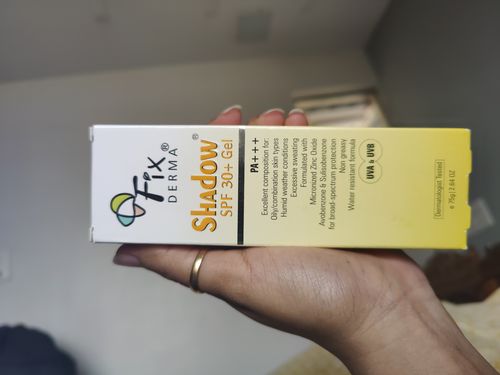 Fix®
DERMA
SHADOW®
SPF 30+ Gel
PA+++
Excellent composition for:
Oily/combination skin types
Humid weather conditions
Excessive sweating
Formulated with
Micronized Zinc Oxide
Avobenzone & Sulisobenzone
for broad-spectrum protection
Non greasy
Water resistant formula
UVA & UVB
Dermatologist Tested
e 75g| 2.64 OZ